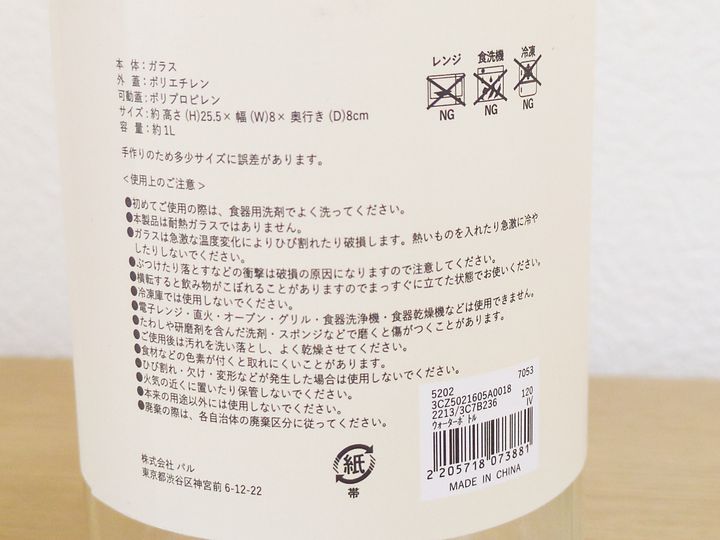 本 体：ガラス
外 蓋：ポリエチレン
可動蓋：ポリプロピレン
サイズ：約 高さ(H)25.5× 幅(W)8× 奥行き(D)8cm
容 量：約1L
手作りのため多少サイズに誤差があります。
レンジ 食洗機 冷凍
NG NG NG
＜使用上のご注意＞
●初めてご使用の際は、食器用洗剤でよく洗ってください。
●本製品は耐熱ガラスではありません。
●ガラスは急激な温度変化によりひび割れたり破損します。熱いものを入れたり急激に冷や
したりしないでください。
●ぶつけたり落とすなどの衝撃は破損の原因になりますので注意してください。
●横転すると飲み物がこぼれることがありますのでまっすぐに立てた状態でお使いください。
●冷凍庫では使用しないでください。
●電子レンジ・直火・オーブン・グリル・食器洗浄機・食器乾燥機などは使用できません。
●たわしや研磨剤を含んだ洗剤・スポンジなどで磨くと傷がつくことがあります。
●ご使用後は汚れを洗い落とし、よく乾燥させてください。
●食材などの色素が付くと取れにくいことがあります。
●ひび割れ・欠け・変形などが発生した場合は使用しないでください。
●火気の近くに置いたり保管しないでください。
●本来の用途以外には使用しないでください。
●廃棄の際は、各自治体の廃棄区分に従ってください。
株式会社 パル
東京都渋谷区神宮前 6-12-22
紙
帯
5202 7053
3CZ5021605A0018
2213/3C7B236 120
ウォーターボトル IV
2 205718 073881
MADE IN CHINA